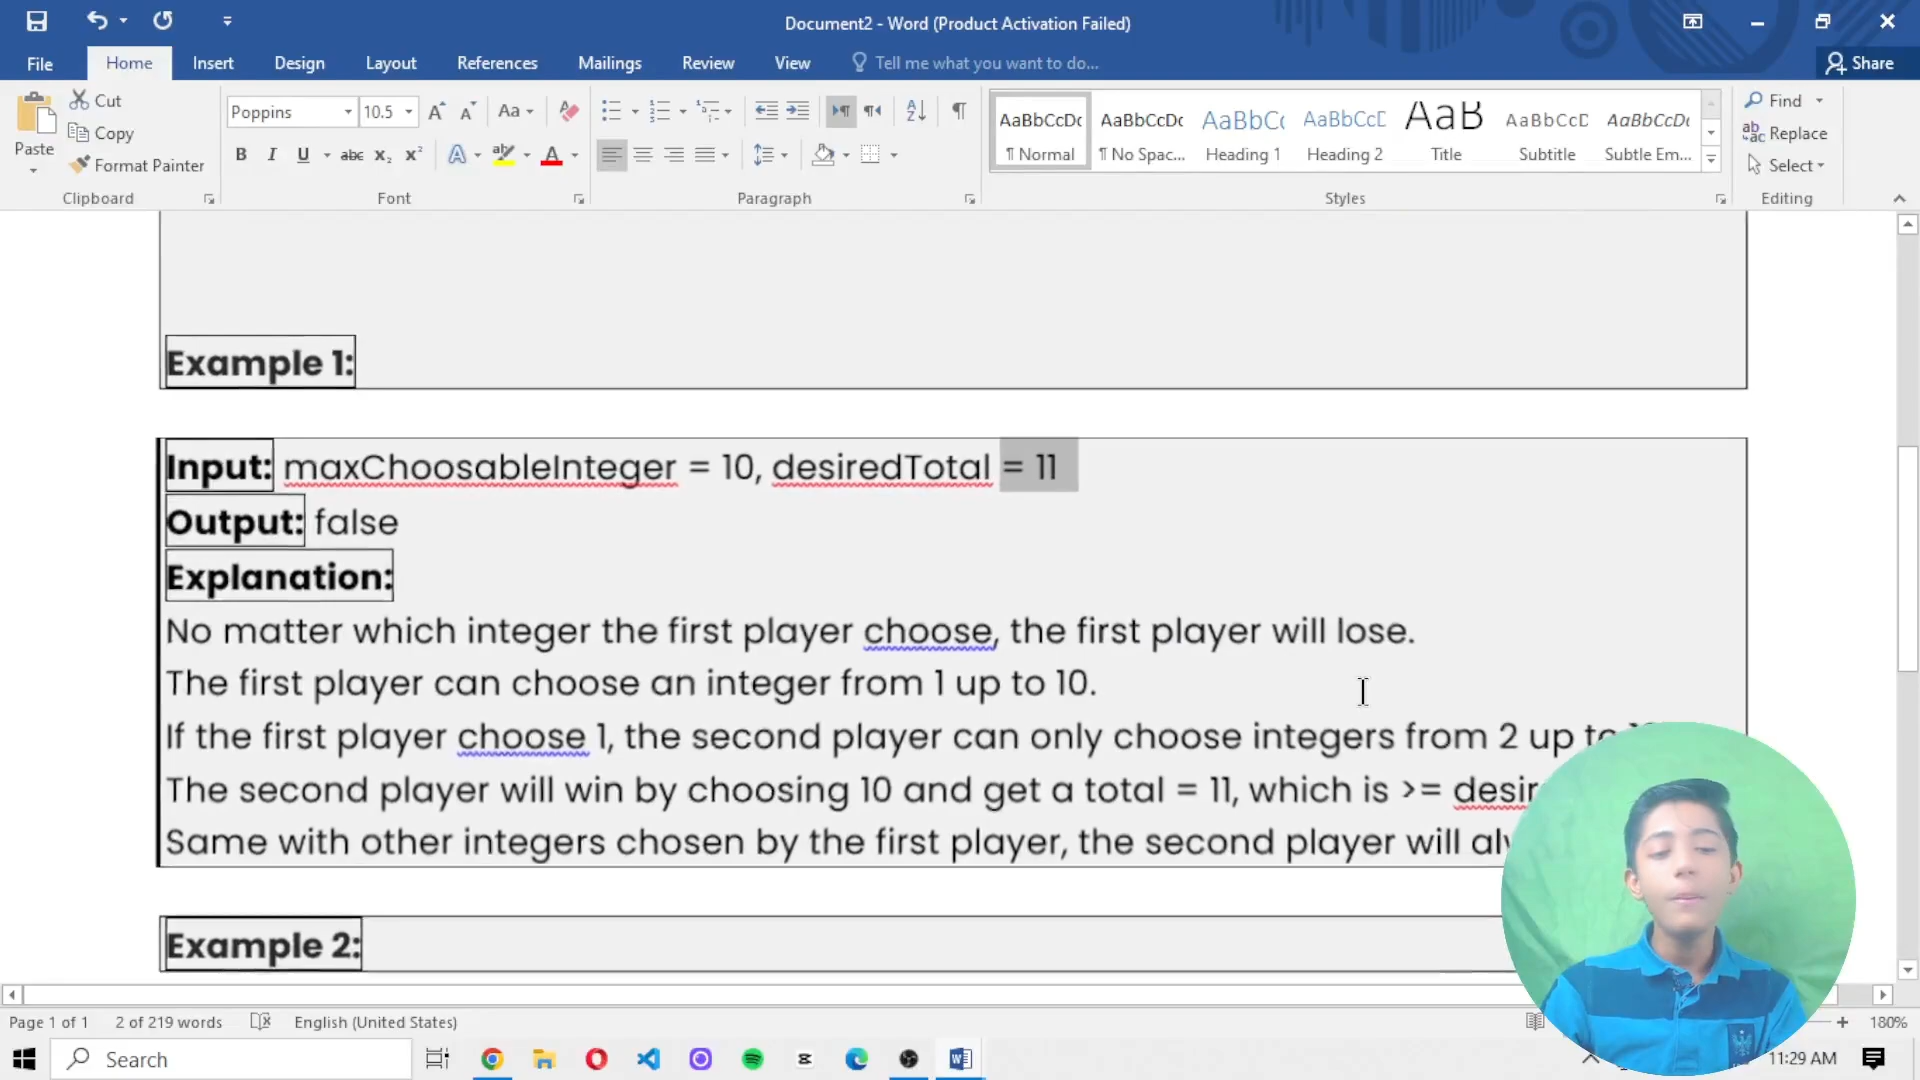 Document2 - Word (Product Activation Failed)
File Home Insert Design Layout References Mailings Review View Tell me what you want to do... Share
Paste
Cut
Copy
Format Painter
Clipboard
Poppins 10.5
Font
Paragraph
AaBbCcDc AaBbCcDc AaBbCc AaBbCcC AaB AaBbCcD AaBbCcDc
¶ Normal ¶ No Spac... Heading 1 Heading 2 Title Subtitle Subtle Em...
Styles
Find
Replace
Select
Editing
Example 1:
Input: maxChoosableInteger = 10, desiredTotal = 11
Output: false
Explanation:
No matter which integer the first player choose, the first player will lose.
The first player can choose an integer from 1 up to 10.
If the first player choose 1, the second player can only choose integers from 2 up to
The second player will win by choosing 10 and get a total = 11, which is >=
Same with other integers chosen by the first player, the second player will
Example 2:
Page 1 of 1 2 of 219 words English (United States) 180%
Search 11:29 AM